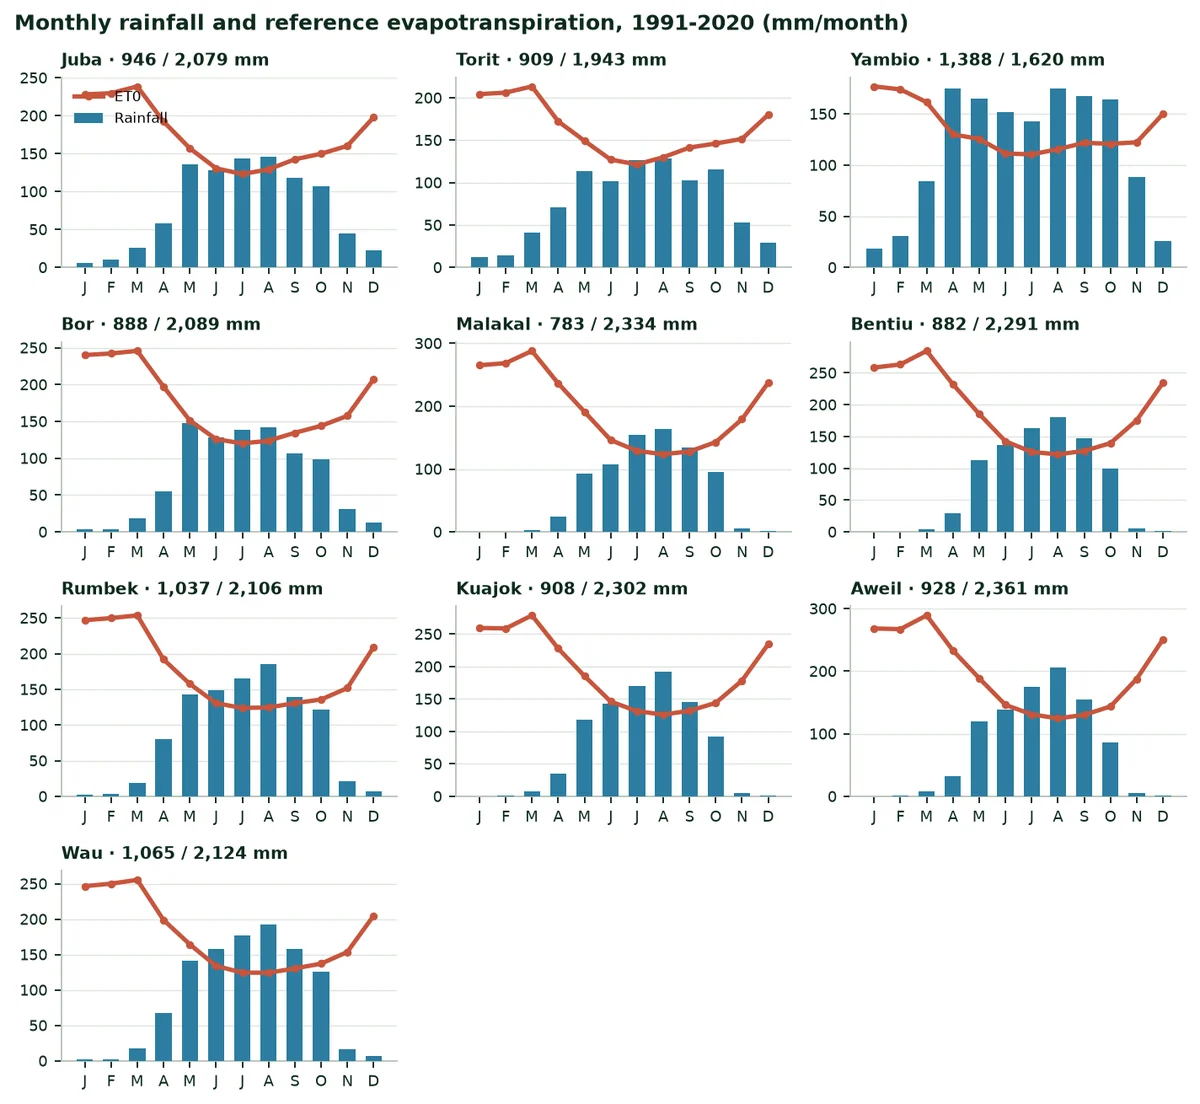 Monthly rainfall and reference evapotranspiration, 1991-2020 (mm/month)
Juba · 946 / 2,079 mm
250
200
150
100
50
0
ET0
Rainfall
J F M A M J J A S O N D
Torit · 909 / 1,943 mm
200
150
100
50
0
J F M A M J J A S O N D
Yambio · 1,388 / 1,620 mm
150
100
50
0
J F M A M J J A S O N D
Bor · 888 / 2,089 mm
250
200
150
100
50
0
J F M A M J J A S O N D
Malakal · 783 / 2,334 mm
300
200
100
0
J F M A M J J A S O N D
Bentiu · 882 / 2,291 mm
250
200
150
100
50
0
J F M A M J J A S O N D
Rumbek · 1,037 / 2,106 mm
250
200
150
100
50
0
J F M A M J J A S O N D
Kuajok · 908 / 2,302 mm
250
200
150
100
50
0
J F M A M J J A S O N D
Aweil · 928 / 2,361 mm
300
200
100
0
J F M A M J J A S O N D
Wau · 1,065 / 2,124 mm
250
200
150
100
50
0
J F M A M J J A S O N D